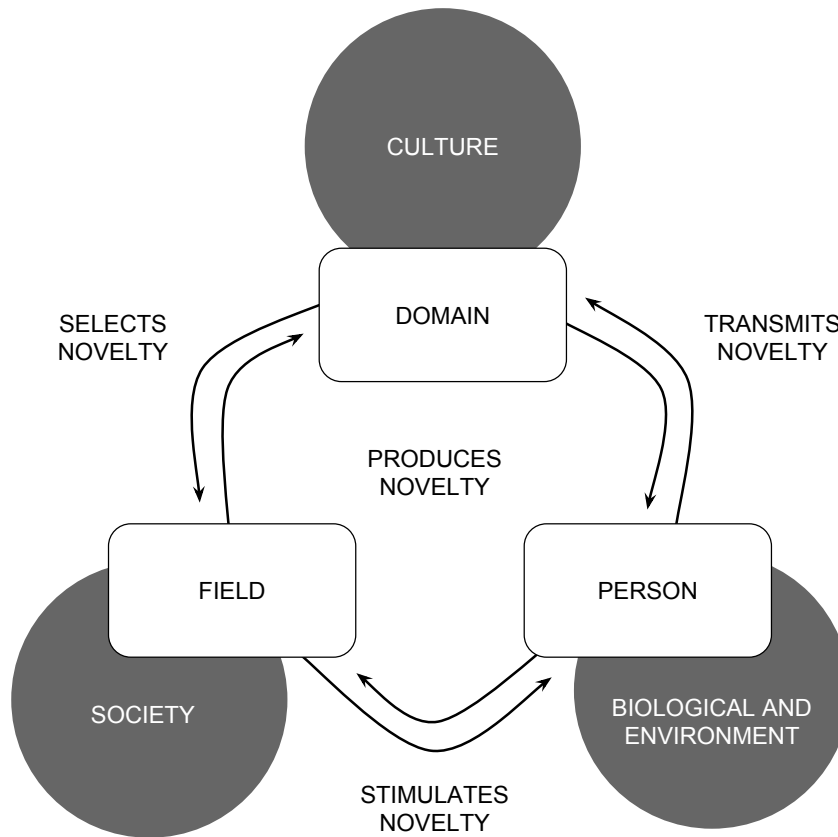 CULTURE
DOMAIN
SELECTS
NOVELTY
TRANSMITS
NOVELTY
PRODUCES
NOVELTY
FIELD
PERSON
SOCIETY
BIOLOGICAL AND
ENVIRONMENT
STIMULATES
NOVELTY